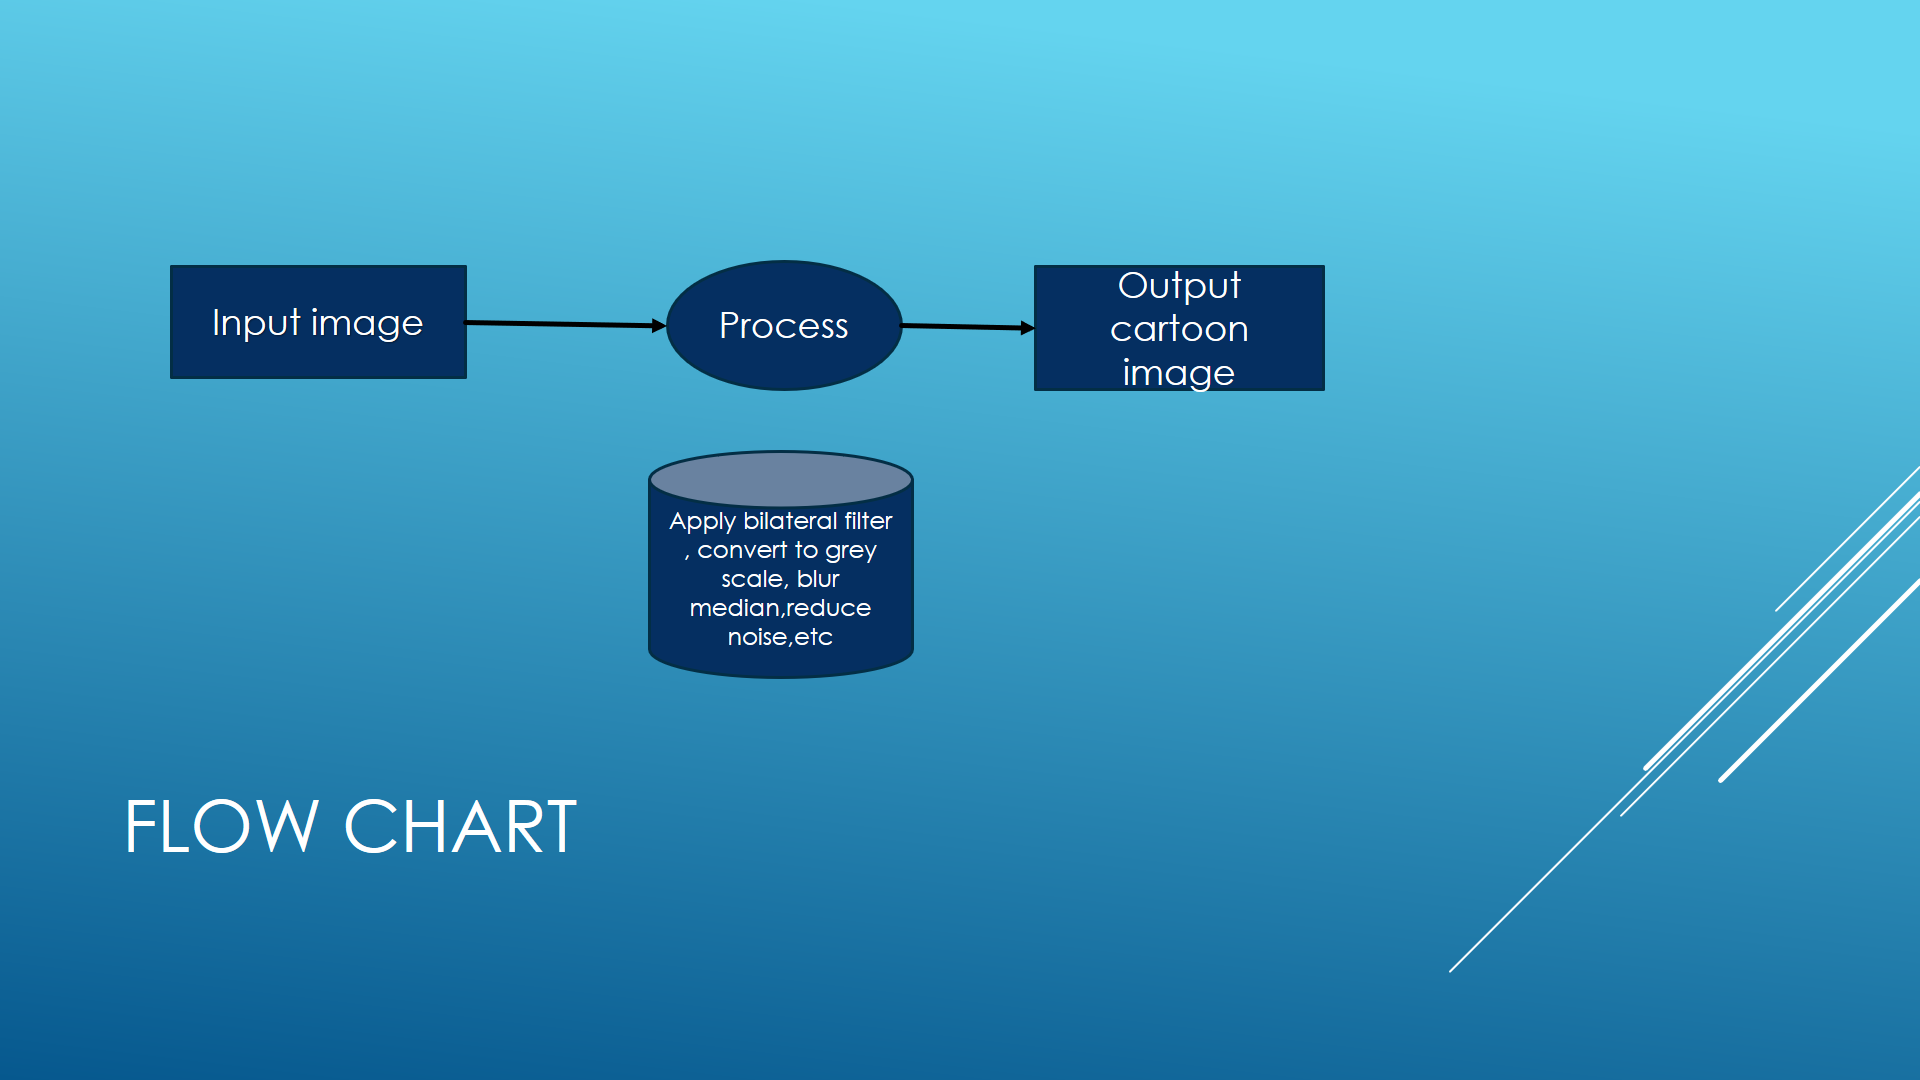 Input image
Process
Output
cartoon
image
Apply bilateral filter
, convert to grey
scale, blur
median,reduce
noise,etc
FLOW CHART